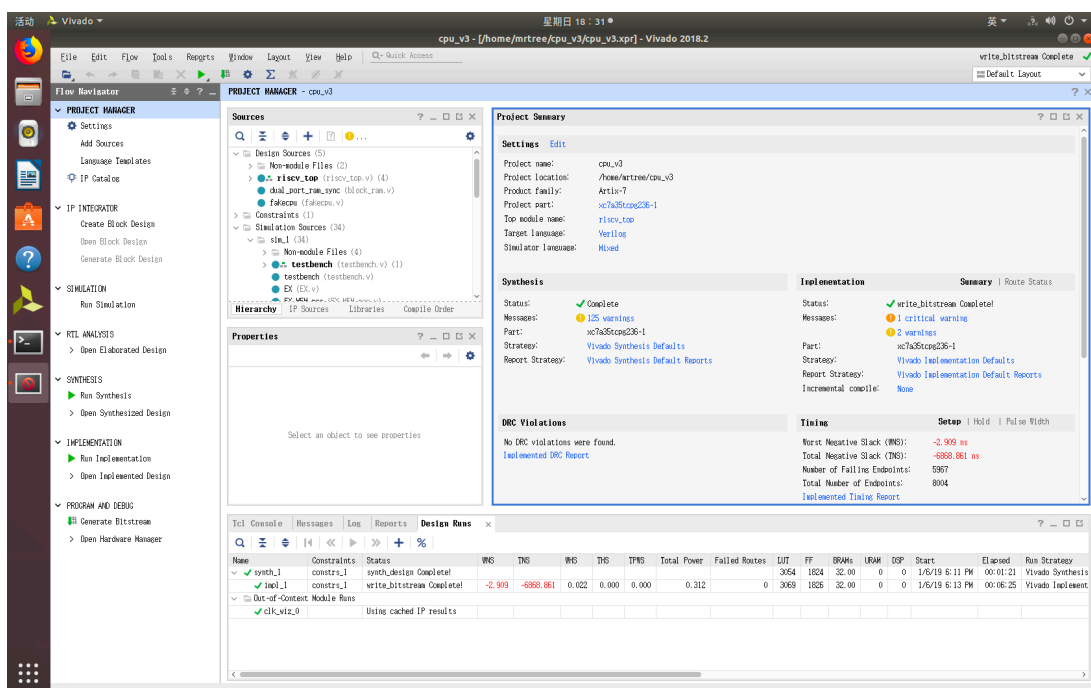 活动 Vivado 星期日 18：31 英
cpu_v3 - [/home/mrtree/cpu_v3/cpu_v3.xpr] - Vivado 2018.2
File Edit Flow Tools Reports Window Layout View Help Q- Quick Access write_bitstream Complete
Default Layout
Flow Navigator
PROJECT MANAGER
Settings
Add Sources
Language Templates
IP Catalog
IP INTEGRATOR
Create Block Design
Open Block Design
Generate Block Design
SIMULATION
Run Simulation
RTL ANALYSIS
Open Elaborated Design
SYNTHESIS
Run Synthesis
Open Synthesized Design
IMPLEMENTATION
Run Implementation
Open Implemented Design
PROGRAM AND DEBUG
Generate Bitstream
Open Hardware Manager
PROJECT MANAGER - cpu_v3
Sources
Design Sources (5)
Non-module Files (2)
riscv_top (riscv_top.v) (4)
dual_port_ram_sync (block_ram.v)
fakecpu (fakecpu.v)
Constraints (1)
Simulation Sources (34)
sim_1 (34)
Non-module Files (4)
testbench (testbench.v) (1)
testbench (testbench.v)
EX (EX.v)
Hierarchy IP Sources Libraries Compile Order
Properties
Select an object to see properties
Project Summary
Settings Edit
Project name: cpu_v3
Project location: /home/mrtree/cpu_v3
Product family: Artix-7
Project part: xc7a35tcpg236-1
Top module name: riscv_top
Target language: Verilog
Simulator language: Mixed
Synthesis
Status: Complete
Messages: 125 warnings
Part: xc7a35tcpg236-1
Strategy: Vivado Synthesis Defaults
Report Strategy: Vivado Synthesis Default Reports
Implementation Summary | Route Status
Status: write_bitstream Complete!
Messages: 1 critical warning
2 warnings
Part: xc7a35tcpg236-1
Strategy: Vivado Implementation Defaults
Report Strategy: Vivado Implementation Default Reports
Incremental compile: None
DRC Violations
No DRC violations were found.
Implemented DRC Report
Timing Setup | Hold | Pulse Width
Worst Negative Slack (WNS): -2.909 ns
Total Negative Slack (TNS): -6868.861 ns
Number of Failing Endpoints: 5967
Total Number of Endpoints: 8004
Implemented Timing Report
Tcl Console Messages Log Reports Design Runs
Name Constraints Status WNS TNS WHS THS TPWS Total Power Failed Routes LUT FF BRAMs URAM DSP Start Elapsed Run Strategy
synth_1 constrs_1 synth_design Complete! 3054 1824 32.00 0 0 1/6/19 6:11 PM 00:01:21 Vivado Synthesis
impl_1 constrs_1 write_bitstream Complete! -2.909 -6868.861 0.022 0.000 0.000 0.312 0 3069 1826 32.00 0 0 1/6/19 6:13 PM 00:06:25 Vivado Implement
Out-of-Context Module Runs
clk_wiz_0 Using cached IP results